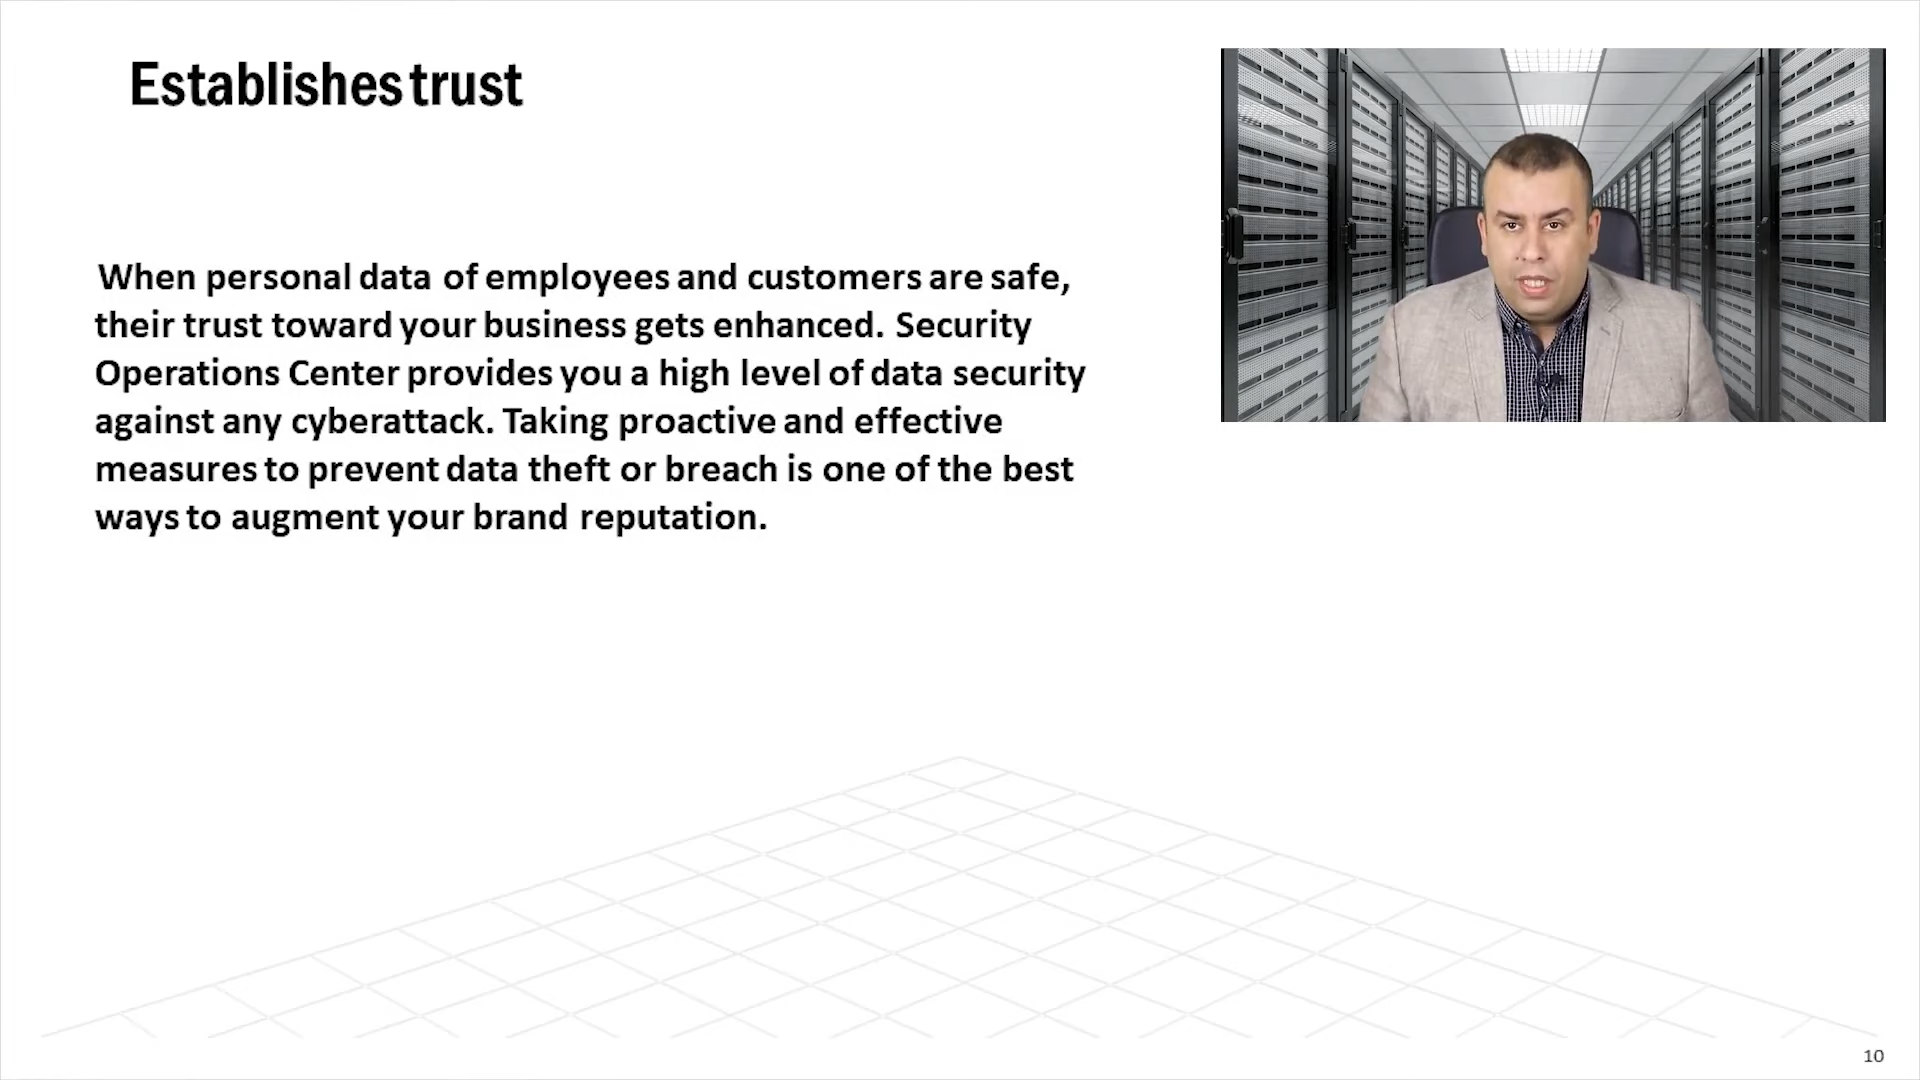 Establishes trust
When personal data of employees and customers are safe,
their trust toward your business gets enhanced. Security
Operations Center provides you a high level of data security
against any cyberattack. Taking proactive and effective
measures to prevent data theft or breach is one of the best
ways to augment your brand reputation.
10